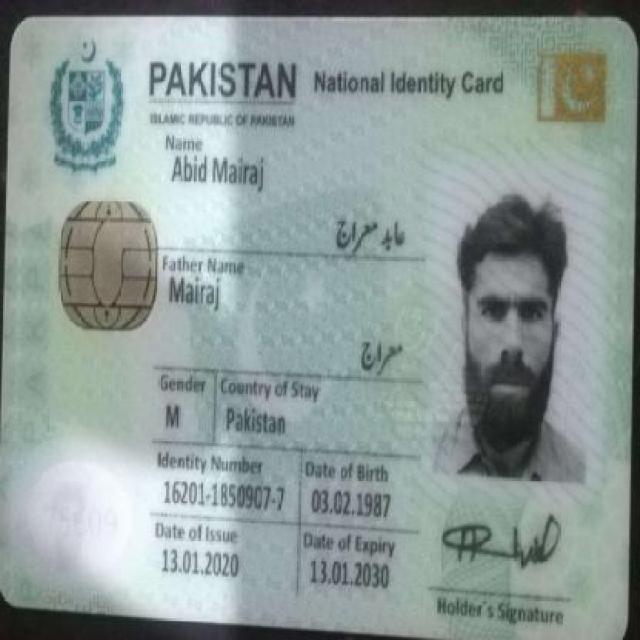 PAKISTAN National Identity Card
ISLAMIC REPUBLIC OF PAKISTAN
Name
Abid Mairaj
عابد معراج
Father Name
Mairaj
معراج
Gender Country of Stay
M Pakistan
Identity Number Date of Birth
16201-1850907-7 03.02.1987
Date of Issue Date of Expiry
13.01.2020 13.01.2030
Holder's Signature